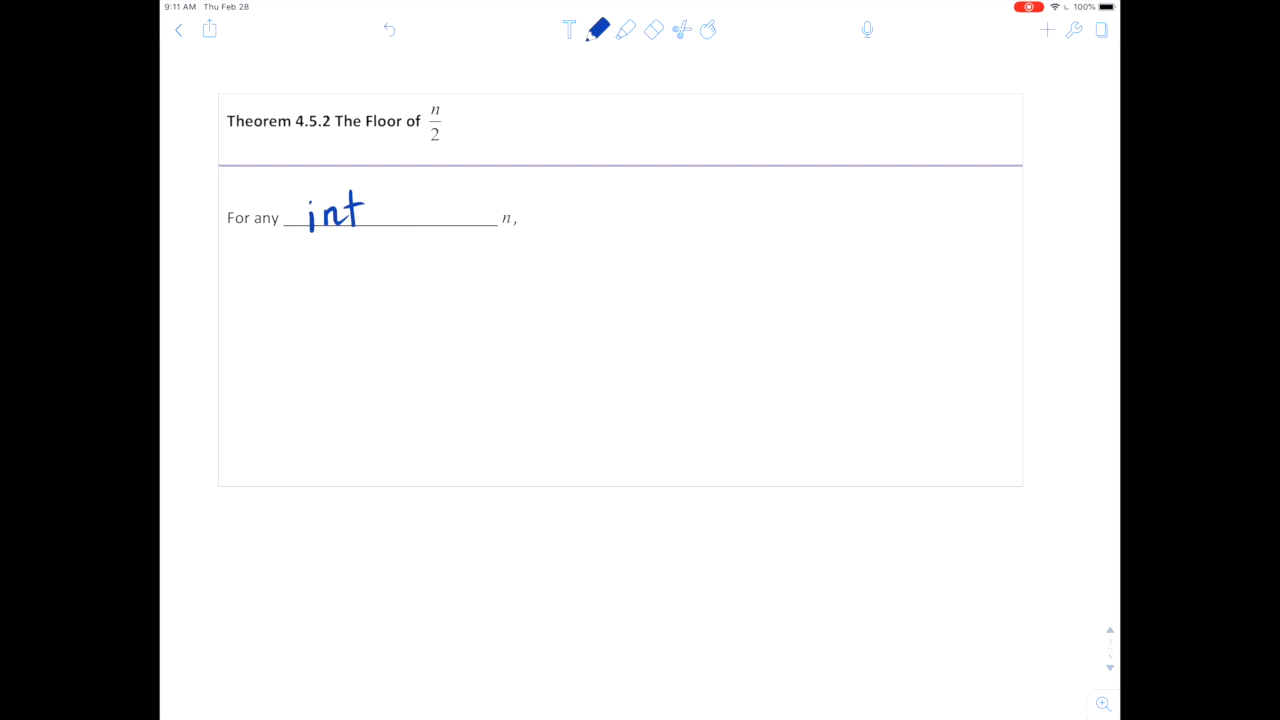 9:11 AM Thu Feb 28 100%
T
Theorem 4.5.2 The Floor of n/2
For any int n,